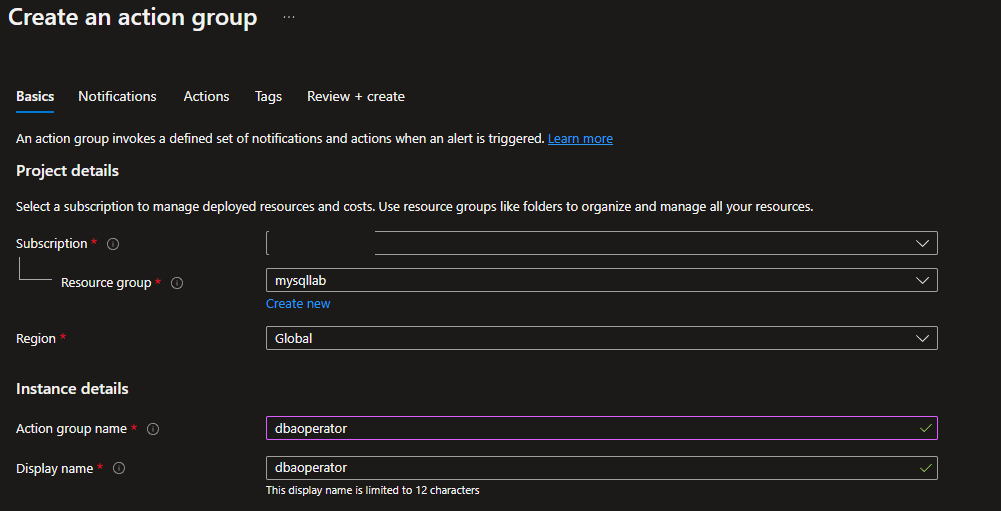 Create an action group ...
Basics Notifications Actions Tags Review + create
An action group invokes a defined set of notifications and actions when an alert is triggered. Learn more
Project details
Select a subscription to manage deployed resources and costs. Use resource groups like folders to organize and manage all your resources.
Subscription *
Resource group * mysqllab
Create new
Region * Global
Instance details
Action group name * dbaoperator
Display name * dbaoperator
This display name is limited to 12 characters